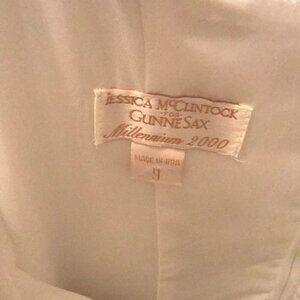 JESSICA McCLINTOCK
FOR
GUNNE SAX
Millennium 2000
MADE IN USA
9